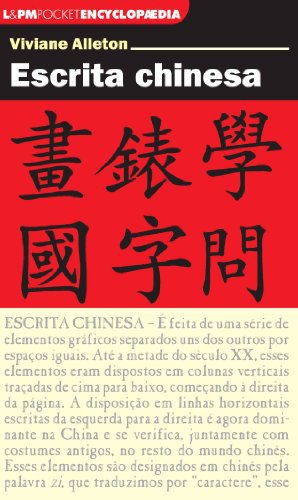 L&PM POCKET ENCYCLOPÆDIA
Viviane Alleton
Escrita chinesa
畫錶學
國字問
ESCRITA CHINESA – É feita de uma série de
elementos gráficos separados uns dos outros por
espaços iguais. Até a metade do século XX, esses
elementos eram dispostos em colunas verticais
traçadas de cima para baixo, começando à direita
da página. A disposição em linhas horizontais
escritas da esquerda para a direita é agora domi-
nante na China e se verifica, juntamente com
costumes antigos, no resto do mundo chinês.
Esses elementos são designados em chinês pela
palavra zí, que traduzimos por "caractere", esse